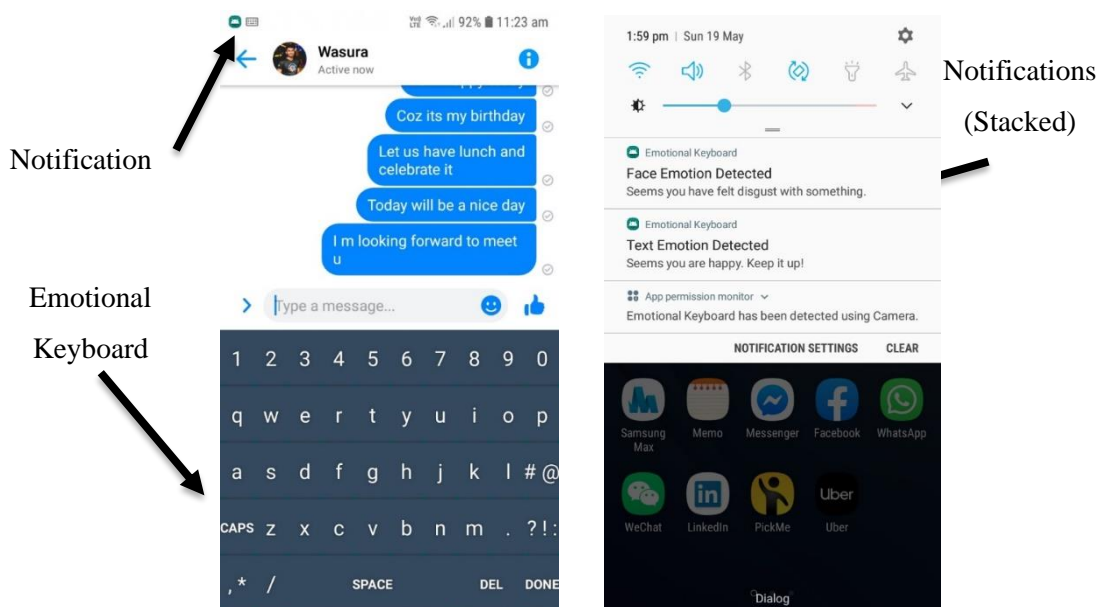 92% 11:23 am
Wasura
Active now
Coz its my birthday
Let us have lunch and
celebrate it
Today will be a nice day
I m looking forward to meet
u
Type a message...
1 2 3 4 5 6 7 8 9 0
q w e r t y u i o p
a s d f g h j k l # @
CAPS z x c v b n m . ?!:
,* / SPACE DEL DONE
Notification
Emotional
Keyboard
1:59 pm | Sun 19 May
Emotional Keyboard
Face Emotion Detected
Seems you have felt disgust with something.
Emotional Keyboard
Text Emotion Detected
Seems you are happy. Keep it up!
App permission monitor
Emotional Keyboard has been detected using Camera.
NOTIFICATION SETTINGS CLEAR
Samsung Max
Memo
Messenger
Facebook
WhatsApp
WeChat
LinkedIn
PickMe
Uber
Uber
Dialog
Notifications
(Stacked)